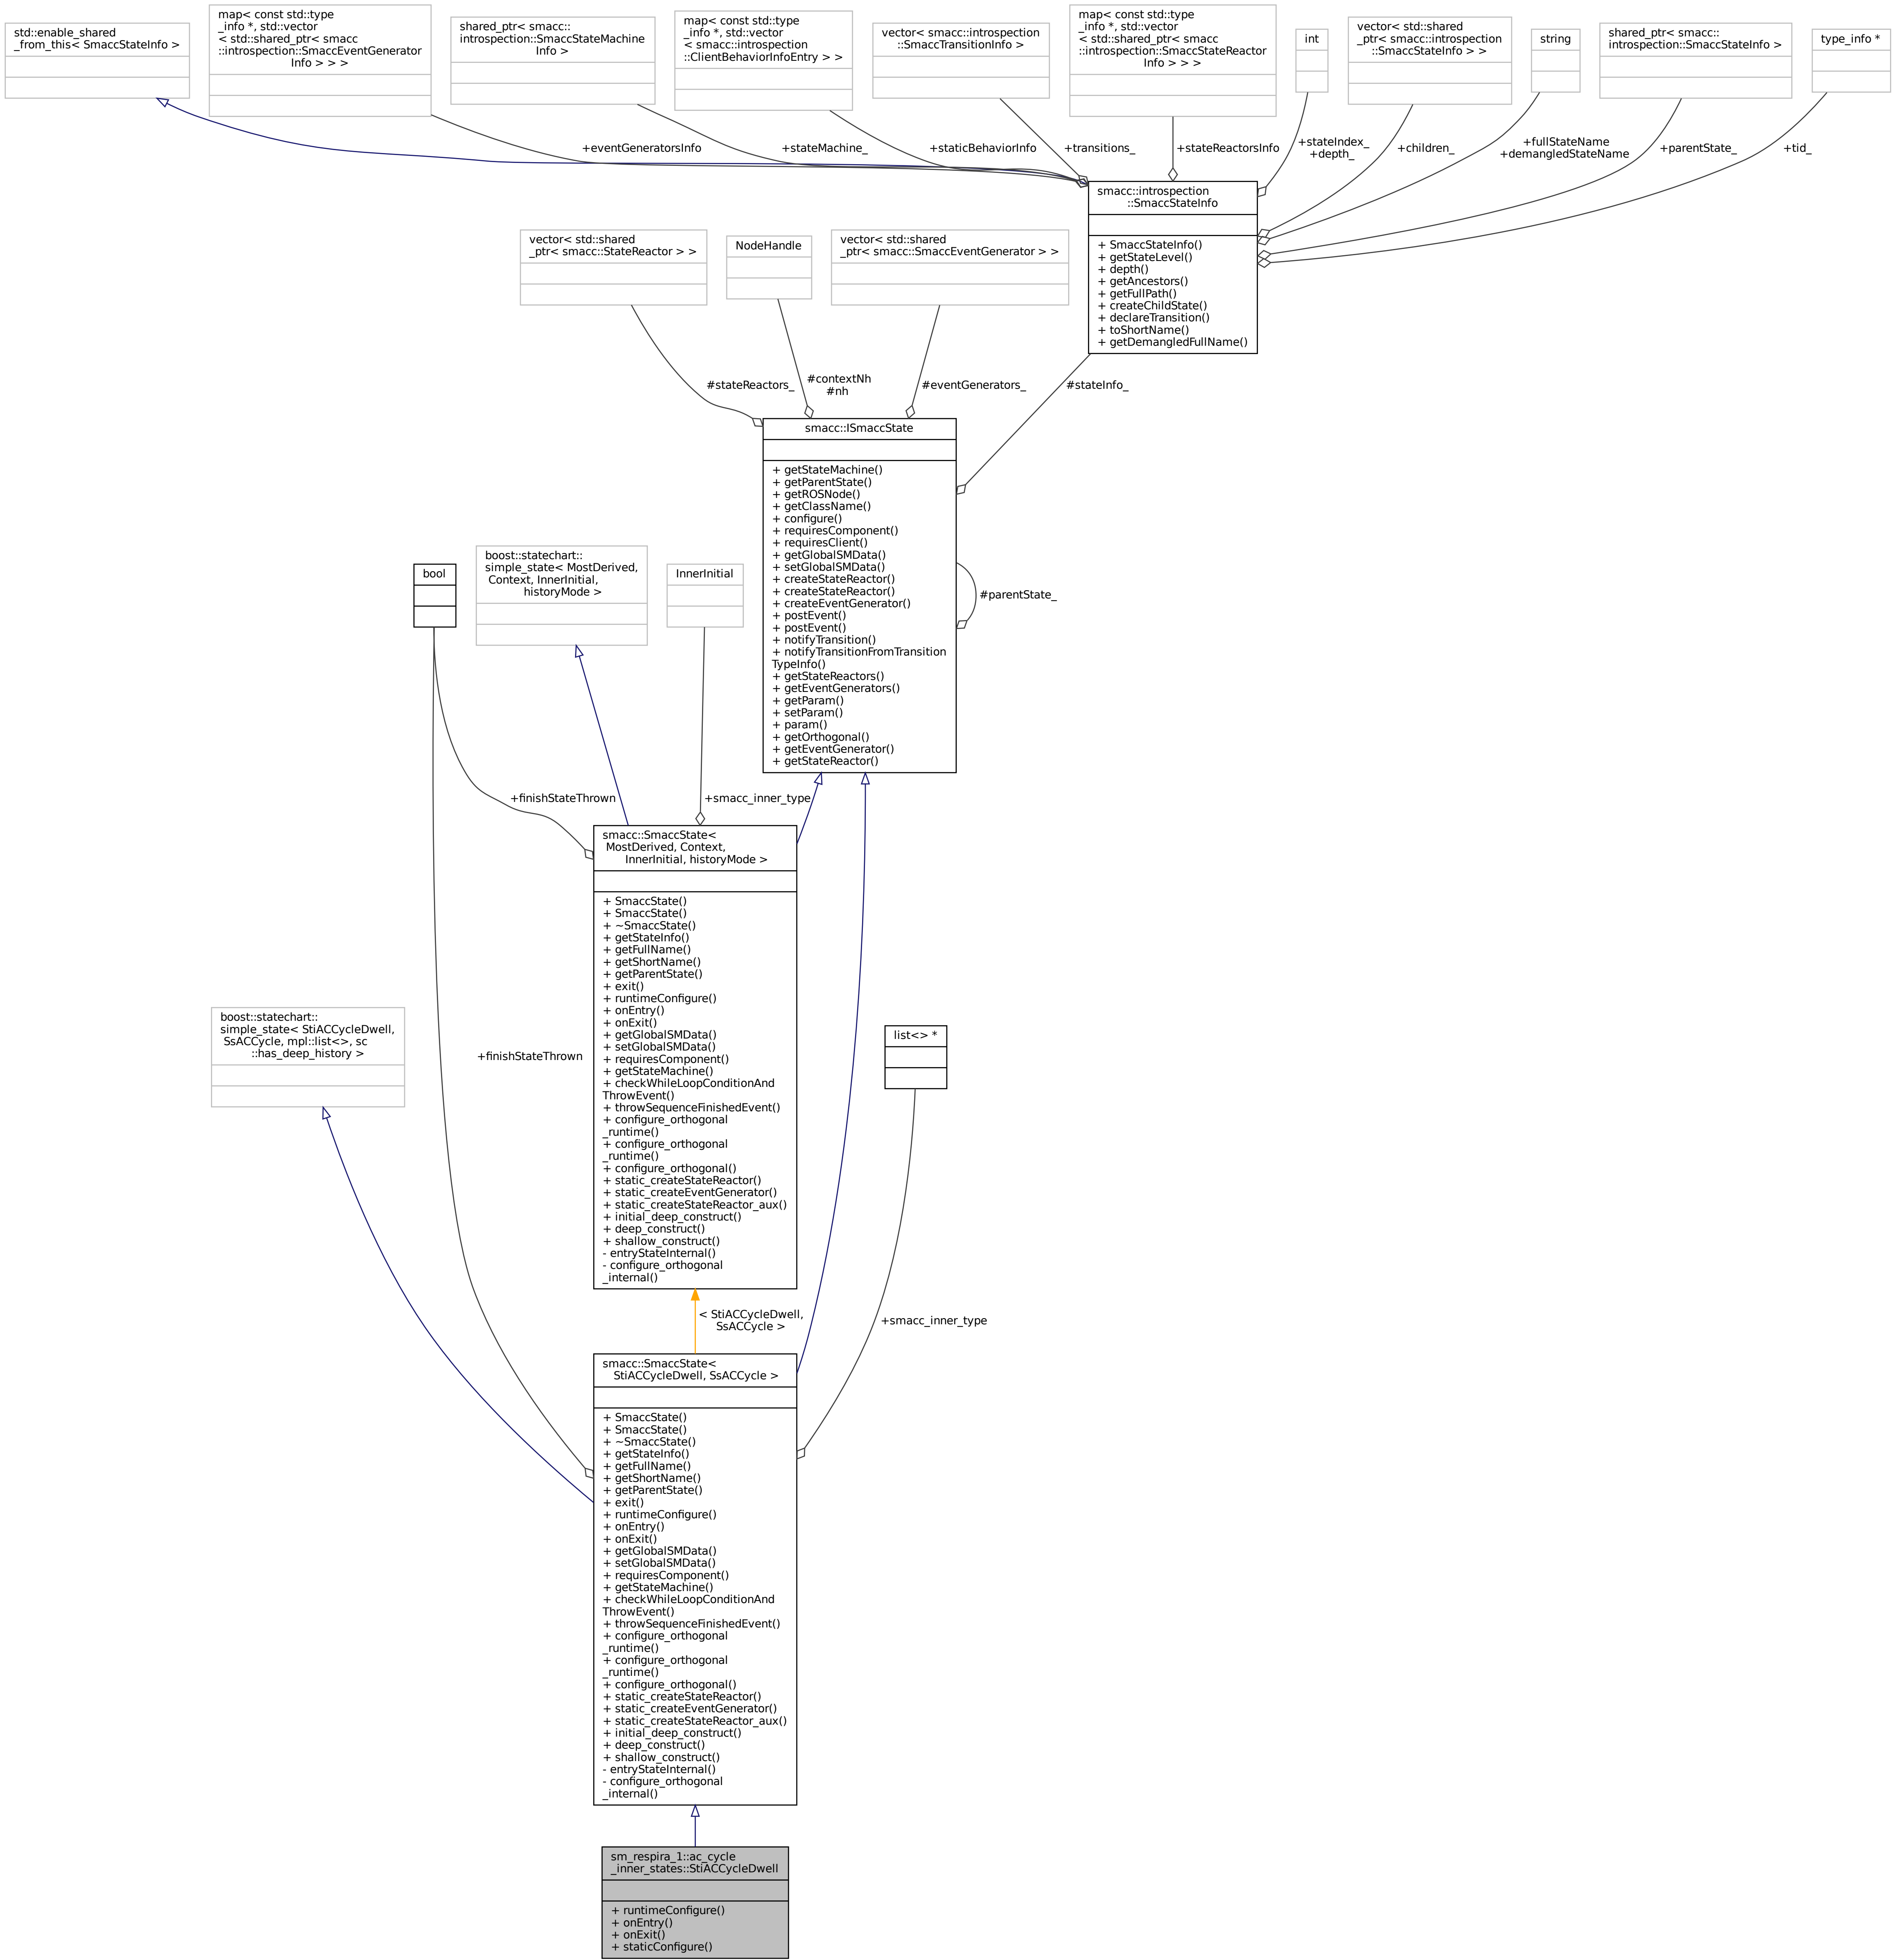 std::enable_shared
_from_this< SmaccStateInfo >
map< const std::type
_info *, std::vector
< std::shared_ptr< smacc
::introspection::SmaccEventGenerator
Info > > >
shared_ptr< smacc::
introspection::SmaccStateMachine
Info >
map< const std::type
_info *, std::vector
< smacc::introspection
::ClientBehaviorInfoEntry > >
vector< smacc::introspection
::SmaccTransitionInfo >
map< const std::type
_info *, std::vector
< std::shared_ptr< smacc
::introspection::SmaccStateReactor
Info > > >
int
vector< std::shared
_ptr< smacc::introspection
::SmaccStateInfo > >
string
shared_ptr< smacc::
introspection::SmaccStateInfo >
type_info *
+eventGeneratorsInfo
+stateMachine_
+staticBehaviorInfo
+transitions_
+stateReactorsInfo
+stateIndex_
+depth_
+children_
+fullStateName
+demangledStateName
+parentState_
+tid_
smacc::introspection
::SmaccStateInfo
+ SmaccStateInfo()
+ getStateLevel()
+ depth()
+ getAncestors()
+ getFullPath()
+ createChildState()
+ declareTransition()
+ toShortName()
+ getDemangledFullName()
vector< std::shared
_ptr< smacc::StateReactor > >
NodeHandle
vector< std::shared
_ptr< smacc::SmaccEventGenerator > >
#stateReactors_
#contextNh
#nh
#eventGenerators_
#stateInfo_
smacc::ISmaccState
+ getStateMachine()
+ getParentState()
+ getROSNode()
+ getClassName()
+ configure()
+ requiresComponent()
+ requiresClient()
+ getGlobalSMData()
+ setGlobalSMData()
+ createStateReactor()
+ createStateReactor()
+ createEventGenerator()
+ postEvent()
+ postEvent()
+ notifyTransition()
+ notifyTransitionFromTransition
TypeInfo()
+ getStateReactors()
+ getEventGenerators()
+ getParam()
+ setParam()
+ param()
+ getOrthogonal()
+ getEventGenerator()
+ getStateReactor()
#parentState_
bool
boost::statechart::
simple_state< MostDerived,
Context, InnerInitial,
historyMode >
InnerInitial
+finishStateThrown
+smacc_inner_type
smacc::SmaccState<
MostDerived, Context,
InnerInitial, historyMode >
+ SmaccState()
+ SmaccState()
+ ~SmaccState()
+ getStateInfo()
+ getFullName()
+ getShortName()
+ getParentState()
+ exit()
+ runtimeConfigure()
+ onEntry()
+ onExit()
+ getGlobalSMData()
+ setGlobalSMData()
+ requiresComponent()
+ getStateMachine()
+ checkWhileLoopConditionAnd
ThrowEvent()
+ throwSequenceFinishedEvent()
+ configure_orthogonal
_runtime()
+ configure_orthogonal
_runtime()
+ configure_orthogonal()
+ static_createStateReactor()
+ static_createEventGenerator()
+ static_createStateReactor_aux()
+ initial_deep_construct()
+ deep_construct()
+ shallow_construct()
- entryStateInternal()
- configure_orthogonal
_internal()
boost::statechart::
simple_state< StiACCycleDwell,
SsACCycle, mpl::list<>, sc
::has_deep_history >
+finishStateThrown
list<> *
< StiACCycleDwell,
SsACCycle >
+smacc_inner_type
smacc::SmaccState<
StiACCycleDwell, SsACCycle >
+ SmaccState()
+ SmaccState()
+ ~SmaccState()
+ getStateInfo()
+ getFullName()
+ getShortName()
+ getParentState()
+ exit()
+ runtimeConfigure()
+ onEntry()
+ onExit()
+ getGlobalSMData()
+ setGlobalSMData()
+ requiresComponent()
+ getStateMachine()
+ checkWhileLoopConditionAnd
ThrowEvent()
+ throwSequenceFinishedEvent()
+ configure_orthogonal
_runtime()
+ configure_orthogonal
_runtime()
+ configure_orthogonal()
+ static_createStateReactor()
+ static_createEventGenerator()
+ static_createStateReactor_aux()
+ initial_deep_construct()
+ deep_construct()
+ shallow_construct()
- entryStateInternal()
- configure_orthogonal
_internal()
sm_respira_1::ac_cycle
_inner_states::StiACCycleDwell
+ runtimeConfigure()
+ onEntry()
+ onExit()
+ staticConfigure()